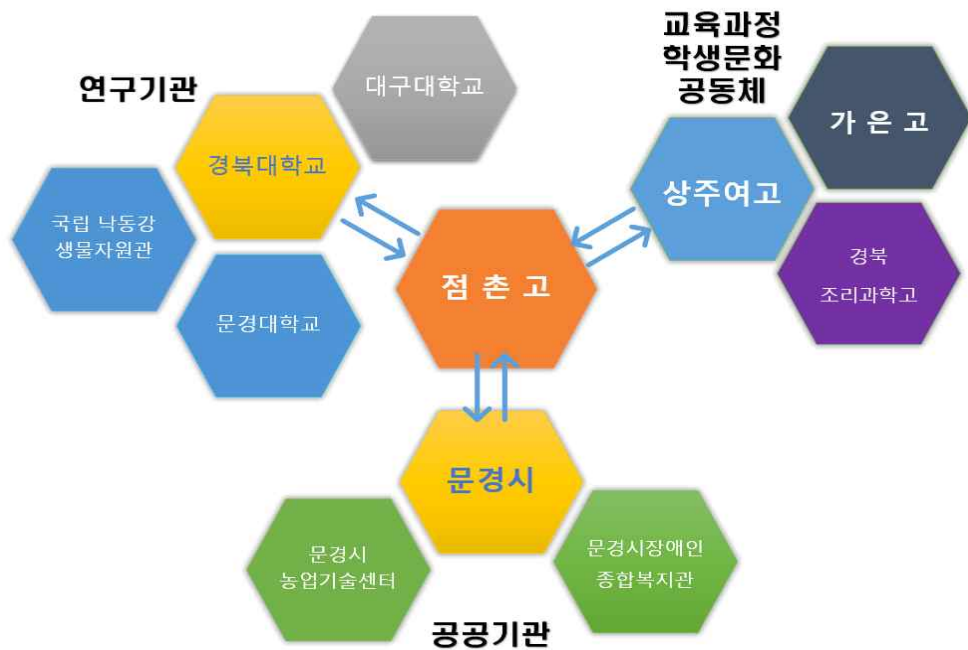 연구기관
대구대학교
경북대학교
국립 낙동강
생물자원관
문경대학교
교육과정
학생문화
공동체
가 은 고
상주여고
경북
조리과학고
점 촌 고
문경시
문경시
농업기술센터
문경시장애인
종합복지관
공공기관